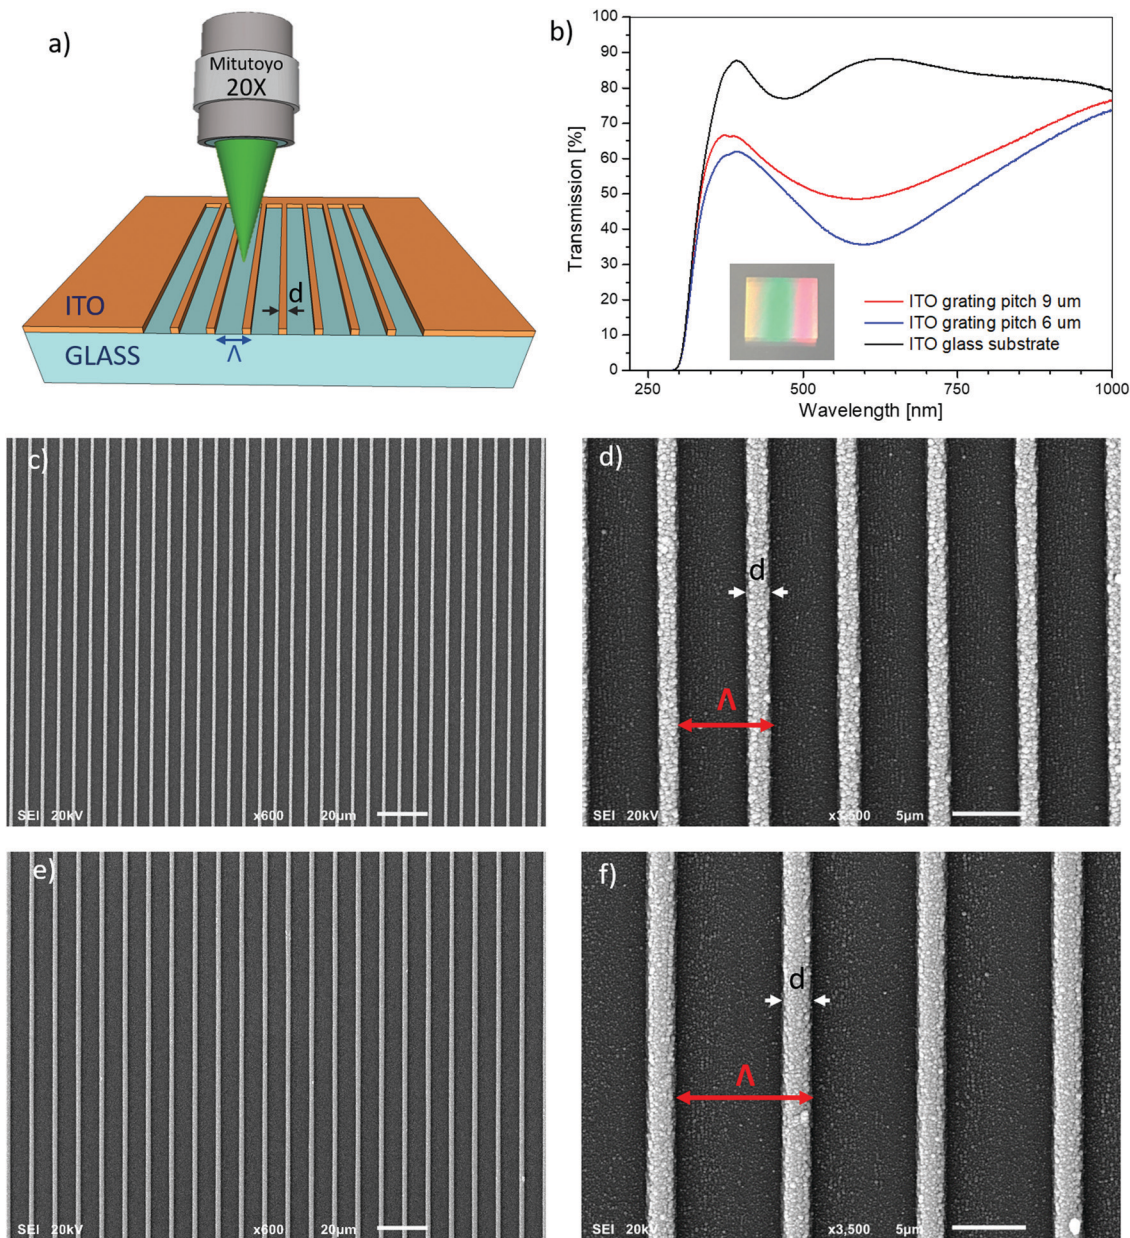 a)
Mitutoyo
20X
ITO
d
GLASS
Λ
b)
Transmission [%]
100
90
80
70
60
50
40
30
20
10
0
250
500
750
1000
Wavelength [nm]
ITO grating pitch 9 um
ITO grating pitch 6 um
ITO glass substrate
c)
SEI 20kV x600 20µm
d)
d
Λ
SEI 20kV x3,500 5µm
e)
SEI 20kV x600 20µm
f)
d
Λ
SEI 20kV x3,500 5µm